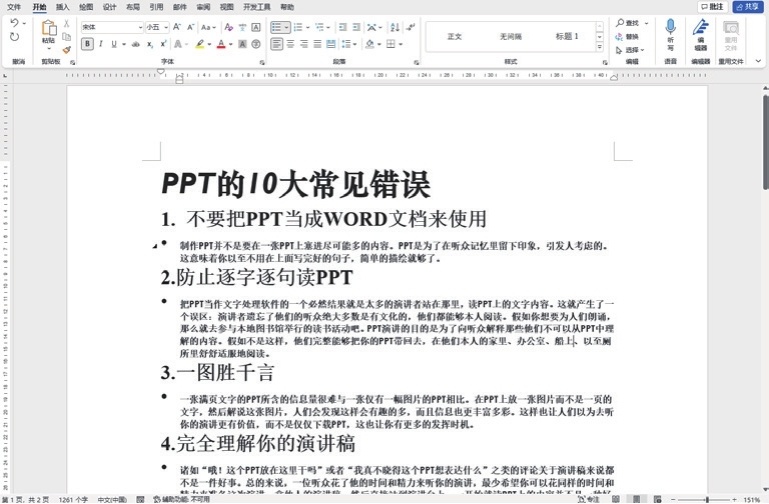 文件 开始 插入 绘图 设计 布局 引用 邮件 审阅 视图 开发工具 帮助 批注 共享
粘贴
宋体 小五
B I U ab x₂ x² A
正文 无间隔 标题 1
查找
替换
选择
听写
编辑器
重用文件
撤消 剪贴板 字体 段落 样式 编辑 语音 编辑器 重用文件
PPT的10大常见错误
1. 不要把PPT当成WORD文档来使用
● 制作PPT并不是要在一张PPT上塞进尽可能多的内容。PPT是为了在听众记忆里留下印象，引发人考虑的。
这意味着你以至不用在上面写完好的句子，简单的描绘就够了。
2.防止逐字逐句读PPT
● 把PPT当作文字处理软件的一个必然结果就是太多的演讲者站在那里，读PPT上的文字内容。这就产生了一
个误区：演讲者遗忘了他们的听众绝大多数是有文化的，他们都能够本人阅读。假如你想要为人们朗诵，
那么就去参与本地图书馆举行的读书活动吧。PPT演讲的目的是为了向听众解释那些他们不可以从PPT中理
解的内容。假如不是这样，他们完整能够把你的PPT带回去，在他们本人的家里、办公室、船上、以至厕
所里舒舒适服地阅读。
3.一图胜千言
● 一张满页文字的PPT所含的信息量很难与一张仅有一幅图片的PPT相比。在PPT上放一张图片而不是一页的
文字，然后解说这张图片，人们会发现这样会有趣的多，而且信息也更丰富多彩。这样也让人们以为去听
你的演讲更有价值，而不是仅仅下载PPT，这也让你有更多的发挥时机。
4.完全理解你的演讲稿
● 诸如“哦！这个PPT放在这里干吗”或者“我真不晓得这个PPT想表达什么”之类的评论关于演讲稿来说都
不是一件好事。总的来说，一位听众花了他的时间和精力来听你的演讲，最少希望你可以花同样的时间和
第 1 页，共 2 页 1261 个字 中文(中国) 辅助功能: 不可用 专注 151%